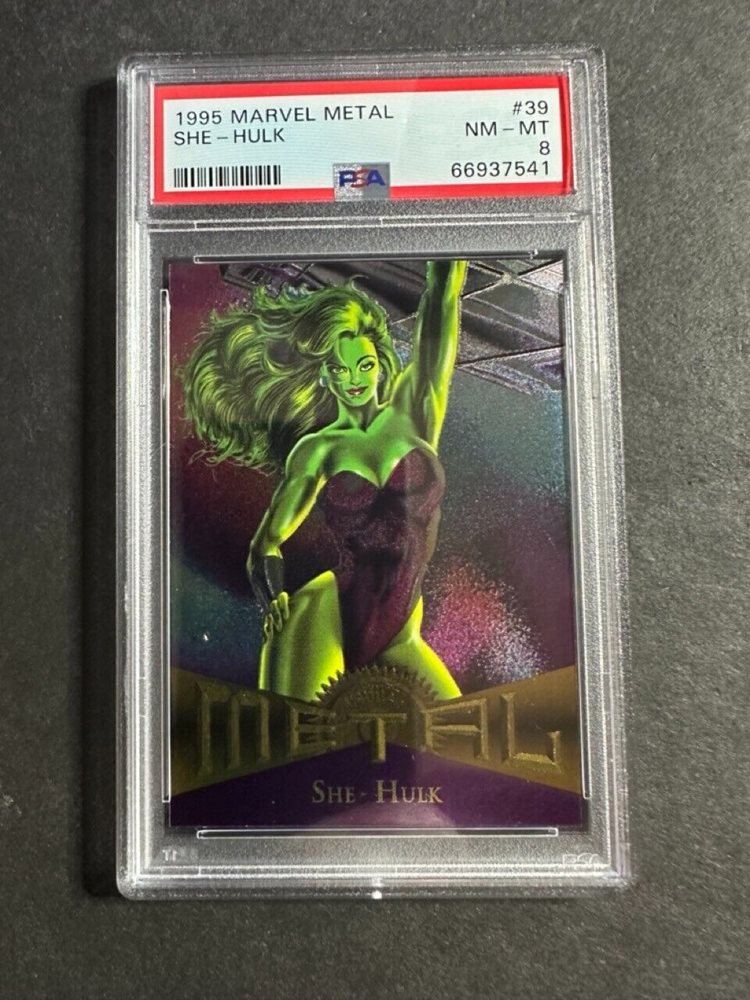 1995 MARVEL METAL #39
SHE-HULK NM-MT
8
PSA 66937541
METAL
SHE-HULK